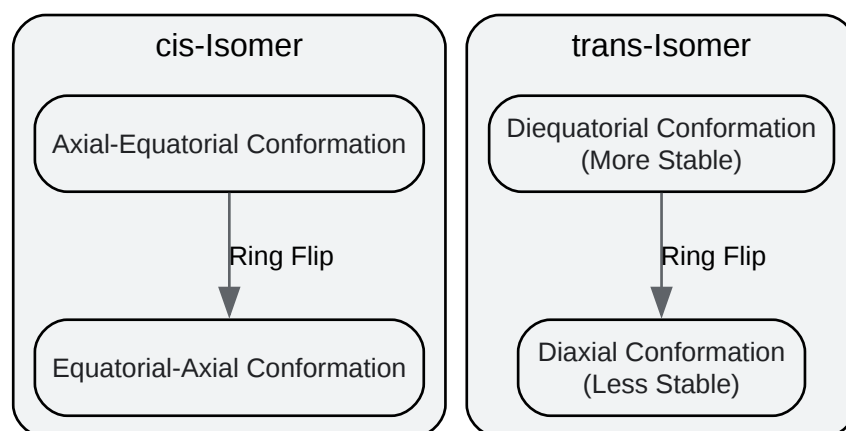 cis-Isomer
Axial-Equatorial Conformation
Ring Flip
Equatorial-Axial Conformation
trans-Isomer
Diequatorial Conformation
(More Stable)
Ring Flip
Diaxial Conformation
(Less Stable)